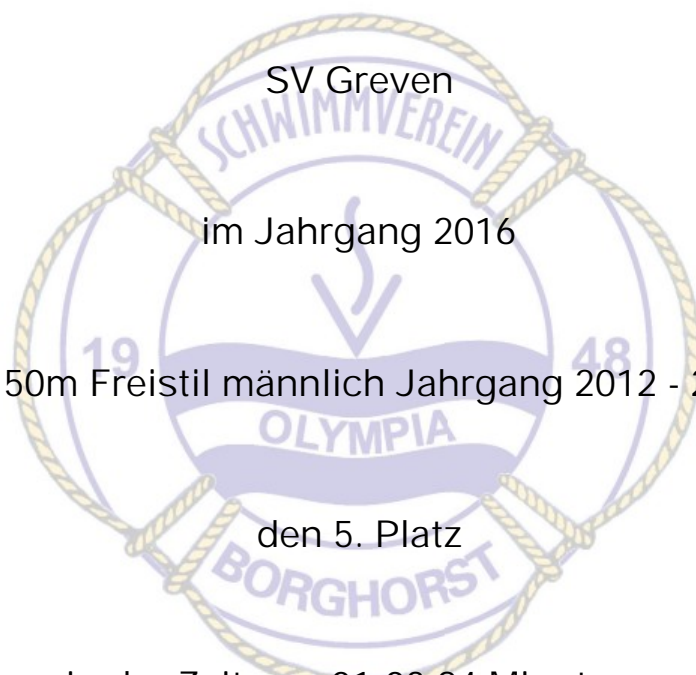 SV Greven
SCHWIMMVEREIN
im Jahrgang 2016
19 48
50m Freistil männlich Jahrgang 2012 -
OLYMPIA
den 5. Platz
BORGHORST